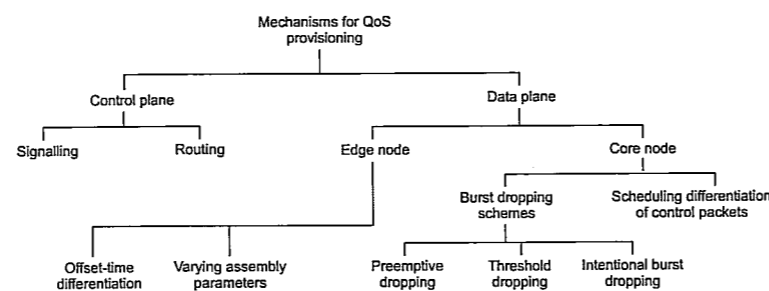 Mechanisms for QoS
provisioning
Control plane
Data plane
Signalling
Routing
Edge node
Core node
Burst dropping
schemes
Scheduling differentiation
of control packets
Offset-time
differentiation
Varying assembly
parameters
Preemptive
dropping
Threshold
dropping
Intentional burst
dropping